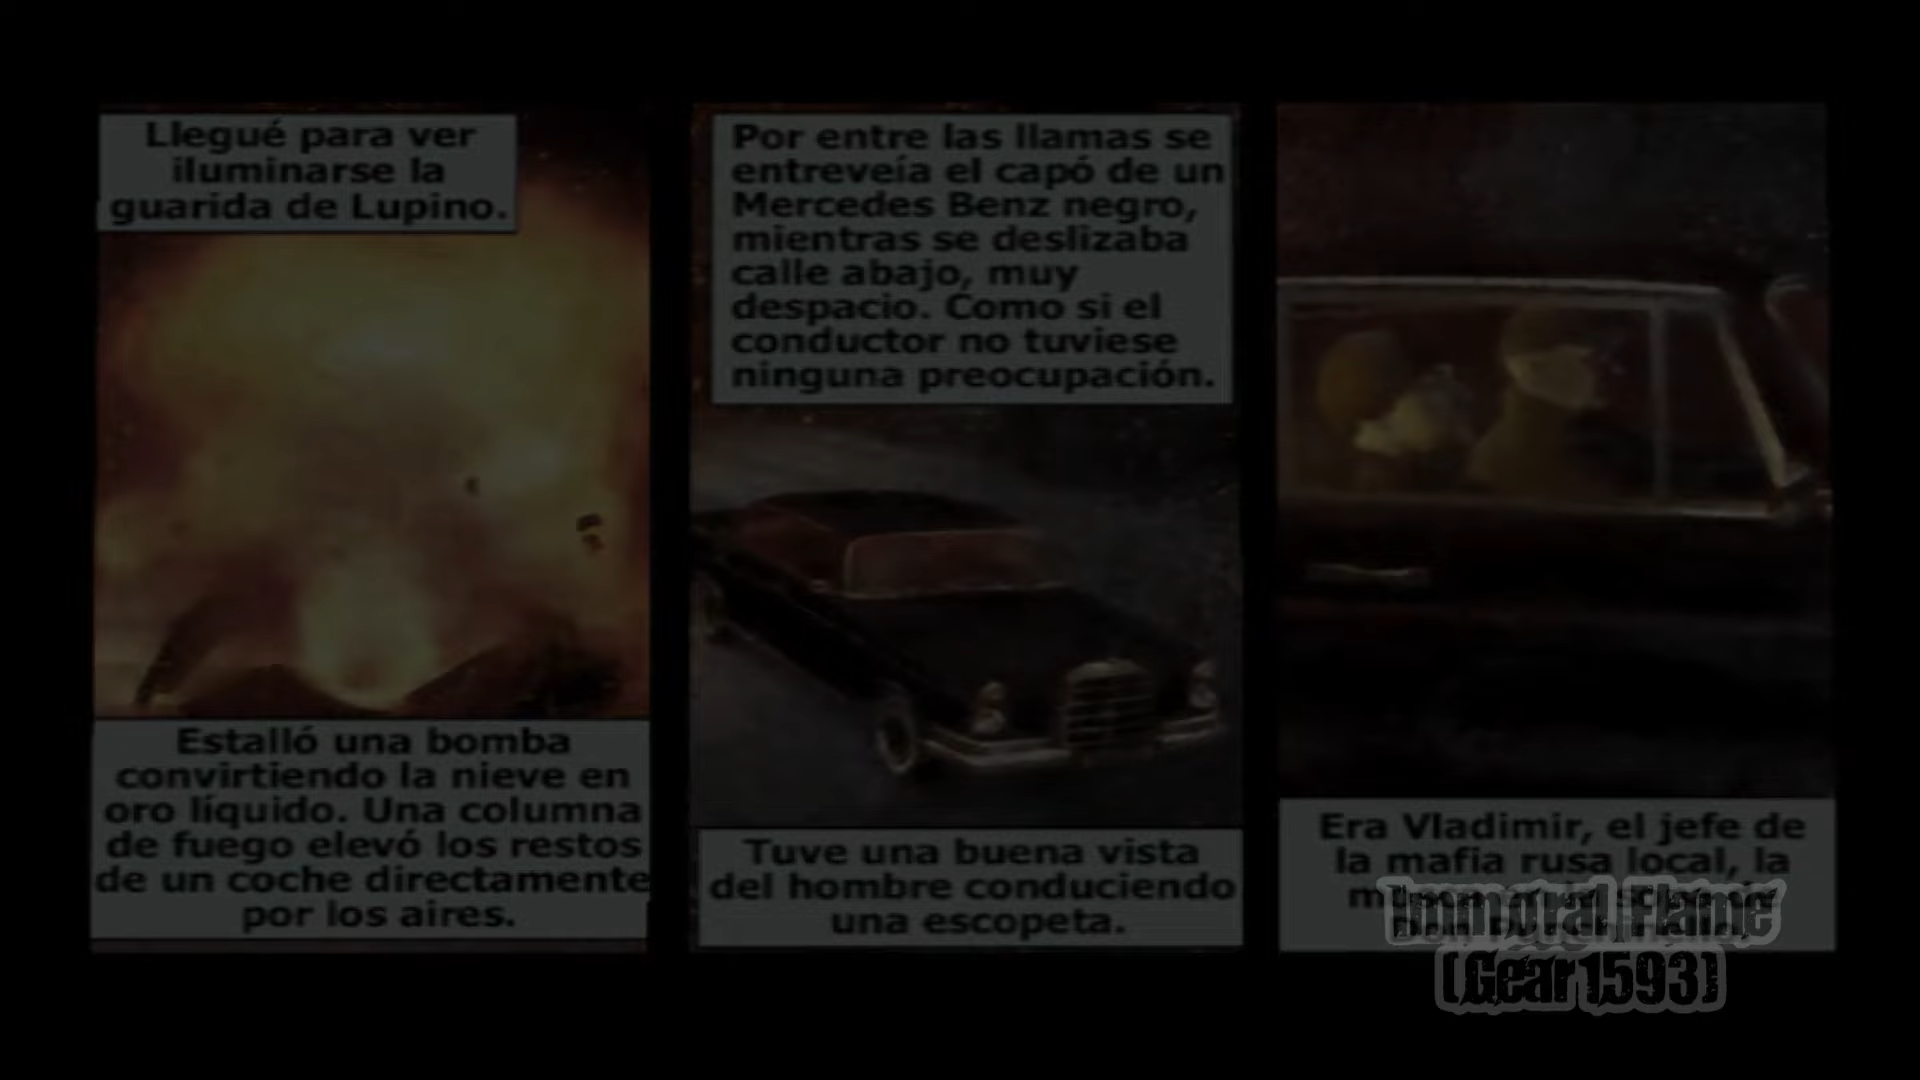 Llegué para ver
iluminarse la
guarida de Lupino.
Estalló una bomba
convirtiendo la nieve en
oro líquido. Una columna
de fuego elevó los restos
de un coche directamente
por los aires.
Por entre las llamas se
entreveía el capó de un
Mercedes Benz negro,
mientras se deslizaba
calle abajo, muy
despacio. Como si el
conductor no tuviese
ninguna preocupación.
Tuve una buena vista
del hombre conduciendo
una escopeta.
Era Vladimir, el jefe de
la mafia rusa local, la
Immoral Flame
(Gear1593)